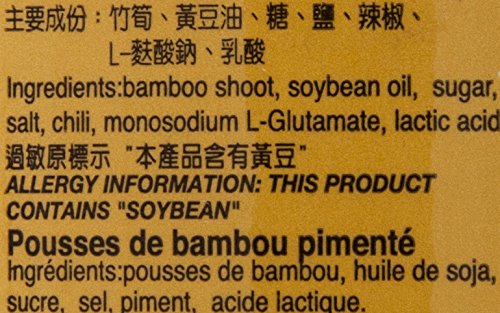 主要成份：竹筍、黃豆油、糖、鹽、辣椒、
L-麩酸鈉、乳酸
Ingredients:bamboo shoot, soybean oil, sugar,
salt, chili, monosodium L-Glutamate, lactic acid
過敏原標示 "本產品含有黃豆"
ALLERGY INFORMATION: THIS PRODUCT
CONTAINS "SOYBEAN"
Pousses de bambou pimenté
Ingrédients:pousses de bambou, huile de soja,
sucre, sel, piment, acide lactique.